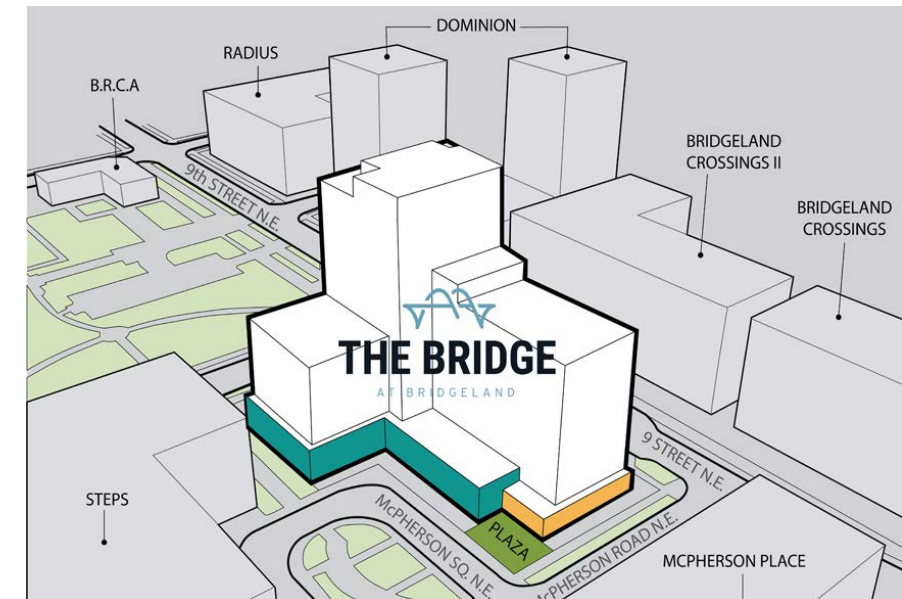 DOMINION
RADIUS
B.R.C.A
BRIDGELAND
CROSSINGS II
9th STREET N.E.
BRIDGELAND
CROSSINGS
THE BRIDGE
AT BRIDGELAND
9 STREET N.E.
STEPS
McPHERSON SQ. N.E.
PLAZA
McPHERSON ROAD N.E.
MCPHERSON PLACE